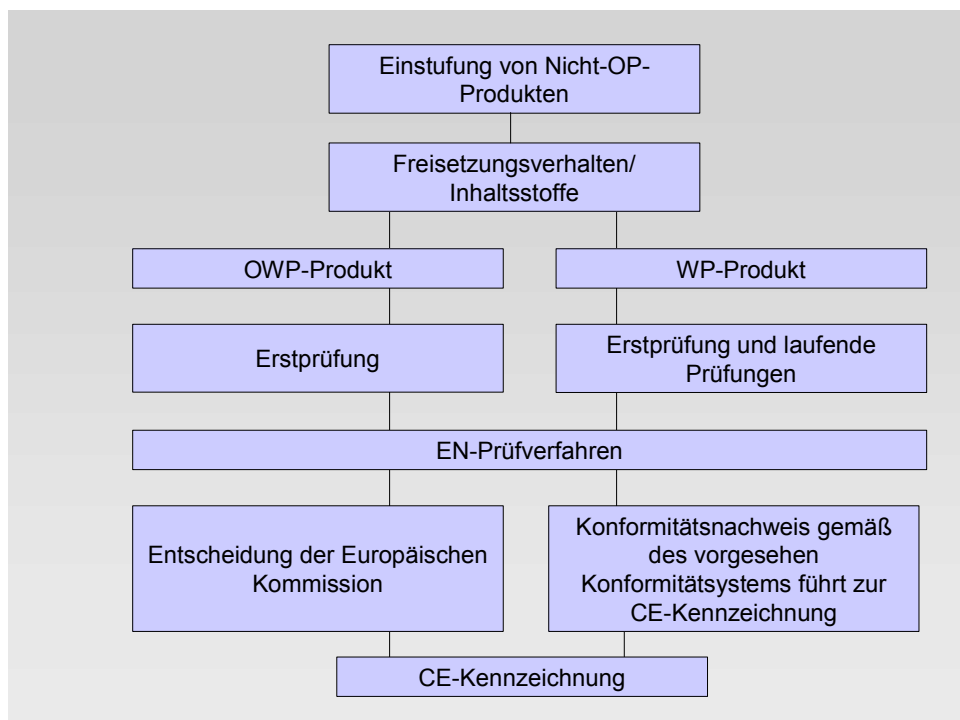 Einstufung von Nicht-OP-
Produkten
Freisetzungsverhalten/
Inhaltsstoffe
OWP-Produkt
WP-Produkt
Erstprüfung
Erstprüfung und laufende
Prüfungen
EN-Prüfverfahren
Entscheidung der Europäischen
Kommission
Konformitätsnachweis gemäß
des vorgesehen
Konformitätsystems führt zur
CE-Kennzeichnung
CE-Kennzeichnung